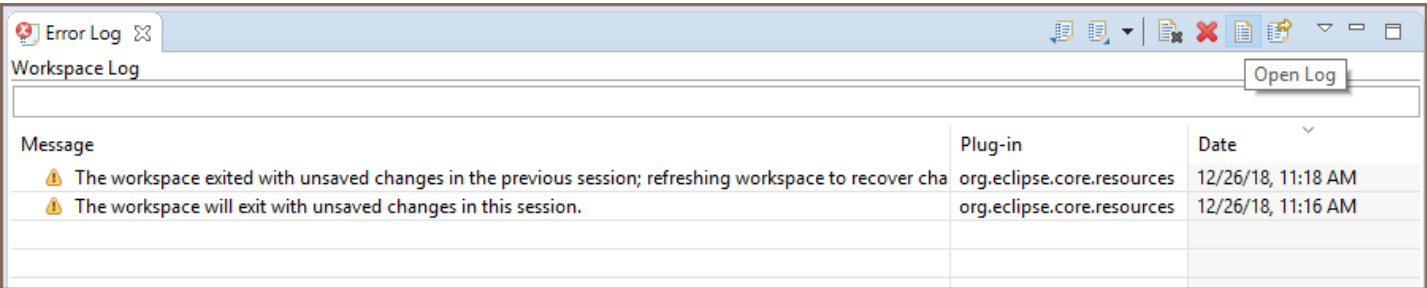 Error Log
Workspace Log
Open Log
Message Plug-in Date
The workspace exited with unsaved changes in the previous session; refreshing workspace to recover cha org.eclipse.core.resources 12/26/18, 11:18 AM
The workspace will exit with unsaved changes in this session. org.eclipse.core.resources 12/26/18, 11:16 AM